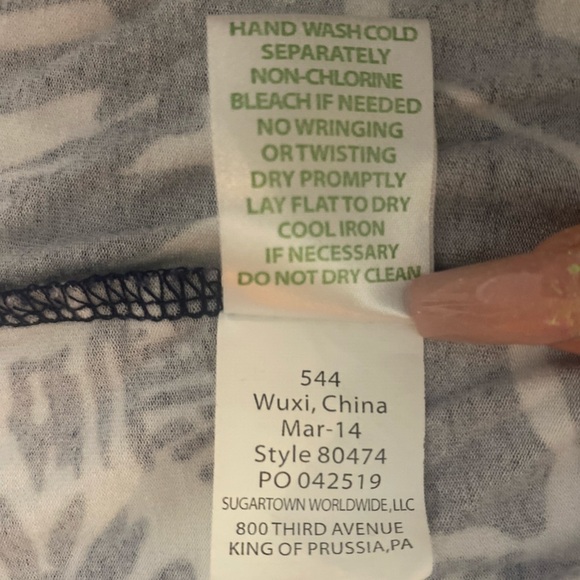 HAND WASH COLD
SEPARATELY
NON-CHLORINE
BLEACH IF NEEDED
NO WRINGING
OR TWISTING
DRY PROMPTLY
LAY FLAT TO DRY
COOL IRON
IF NECESSARY
DO NOT DRY CLEAN
544
Wuxi, China
Mar-14
Style 80474
PO 042519
SUGARTOWN WORLDWIDE, LLC
800 THIRD AVENUE
KING OF PRUSSIA, PA